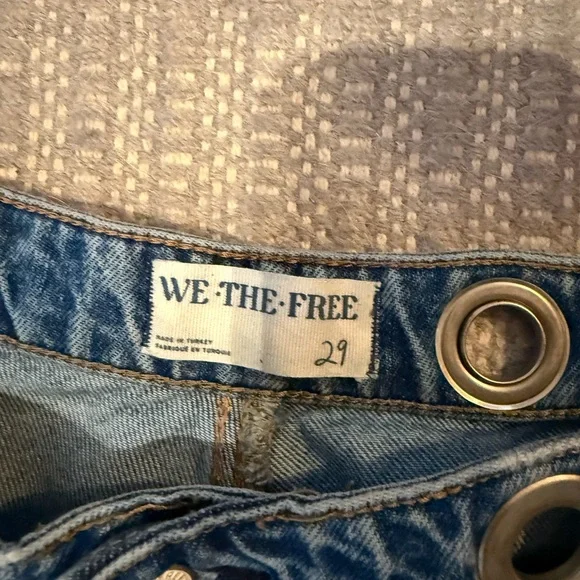 WE·THE·FREE
MADE IN TURKEY
FABRIQUÉ EN TURQUIE
29